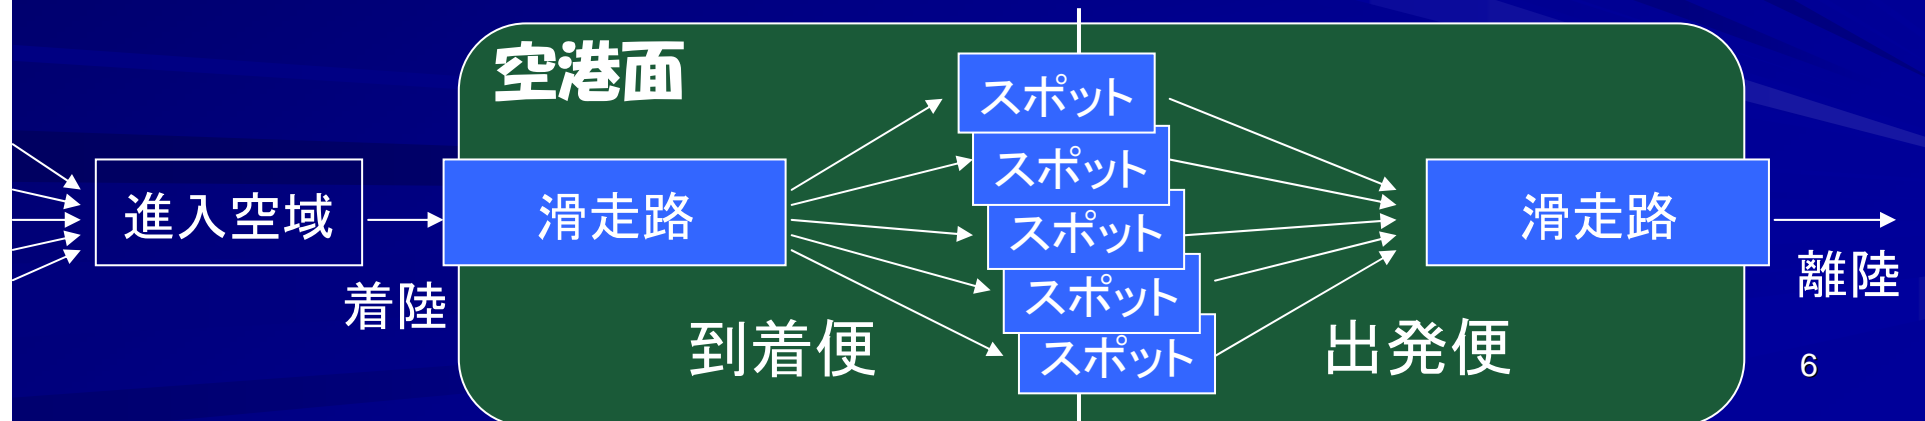 空港面
進入空域
着陸
滑走路
到着便
スポット
スポット
スポット
スポット
スポット
出発便
滑走路
離陸
6